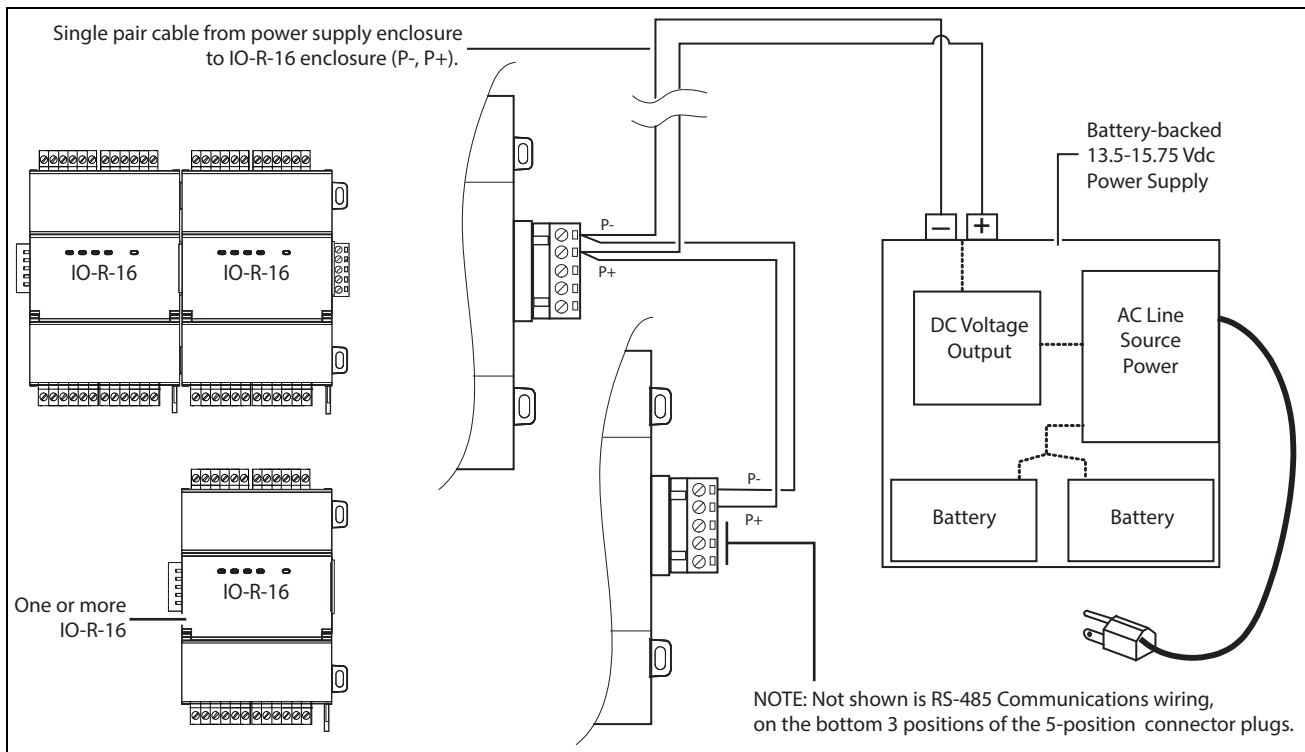 Single pair cable from power supply enclosure
to IO-R-16 enclosure (P-, P+).
Battery-backed
13.5-15.75 Vdc
Power Supply
P-
P+
−
+
IO-R-16
IO-R-16
DC Voltage
Output
AC Line
Source
Power
P-
P+
Battery
Battery
IO-R-16
One or more
IO-R-16
NOTE: Not shown is RS-485 Communications wiring,
on the bottom 3 positions of the 5-position connector plugs.